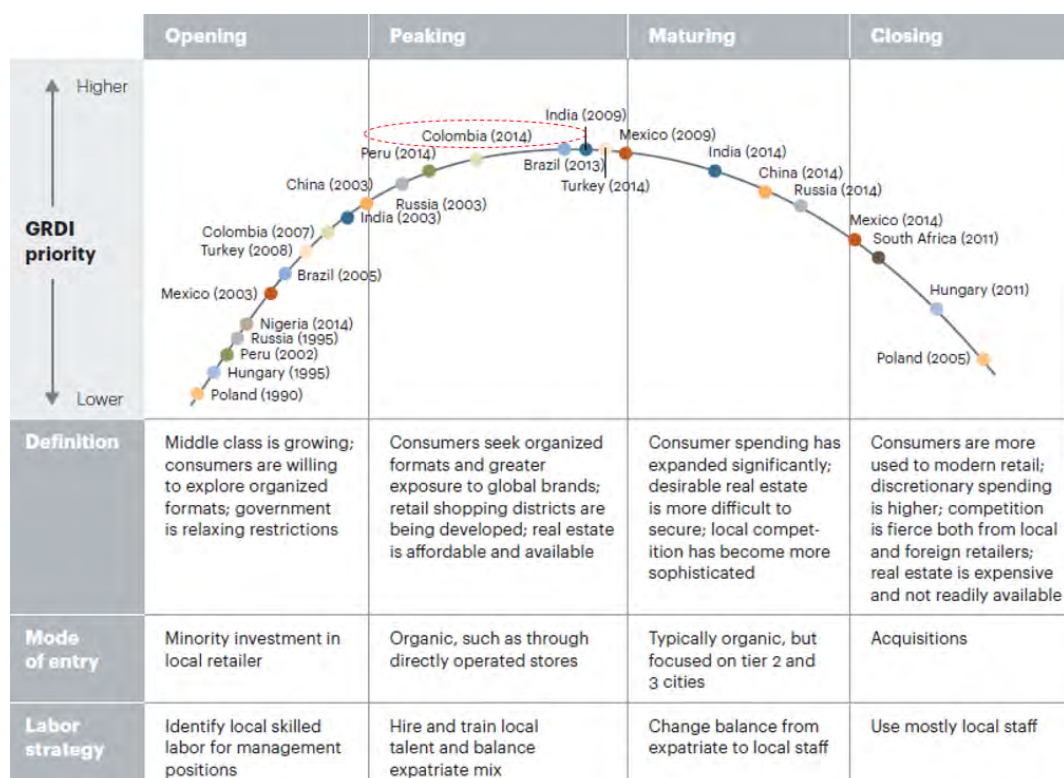 Opening
Peaking
Maturing
Closing
Higher
GRDI
priority
Lower
India (2009)
Colombia (2014)
Mexico (2009)
Peru (2014)
Brazil (2013)
India (2014)
Turkey (2014)
China (2003)
China (2014)
Russia (2003)
Russia (2014)
India (2003)
Colombia (2007)
Mexico (2014)
Turkey (2008)
South Africa (2011)
Brazil (2005)
Mexico (2003)
Hungary (2011)
Nigeria (2014)
Russia (1995)
Peru (2002)
Poland (2005)
Hungary (1995)
Poland (1990)
Definition
Middle class is growing;
consumers are willing
to explore organized
formats; government
is relaxing restrictions
Consumers seek organized
formats and greater
exposure to global brands;
retail shopping districts are
being developed; real estate
is affordable and available
Consumer spending has
expanded significantly;
desirable real estate
is more difficult to
secure; local compet-
ition has become more
sophisticated
Consumers are more
used to modern retail;
discretionary spending
is higher; competition
is fierce both from local
and foreign retailers;
real estate is expensive
and not readily available
Mode
of entry
Minority investment in
local retailer
Organic, such as through
directly operated stores
Typically organic, but
focused on tier 2 and
3 cities
Acquisitions
Labor
strategy
Identify local skilled
labor for management
positions
Hire and train local
talent and balance
expatriate mix
Change balance from
expatriate to local staff
Use mostly local staff